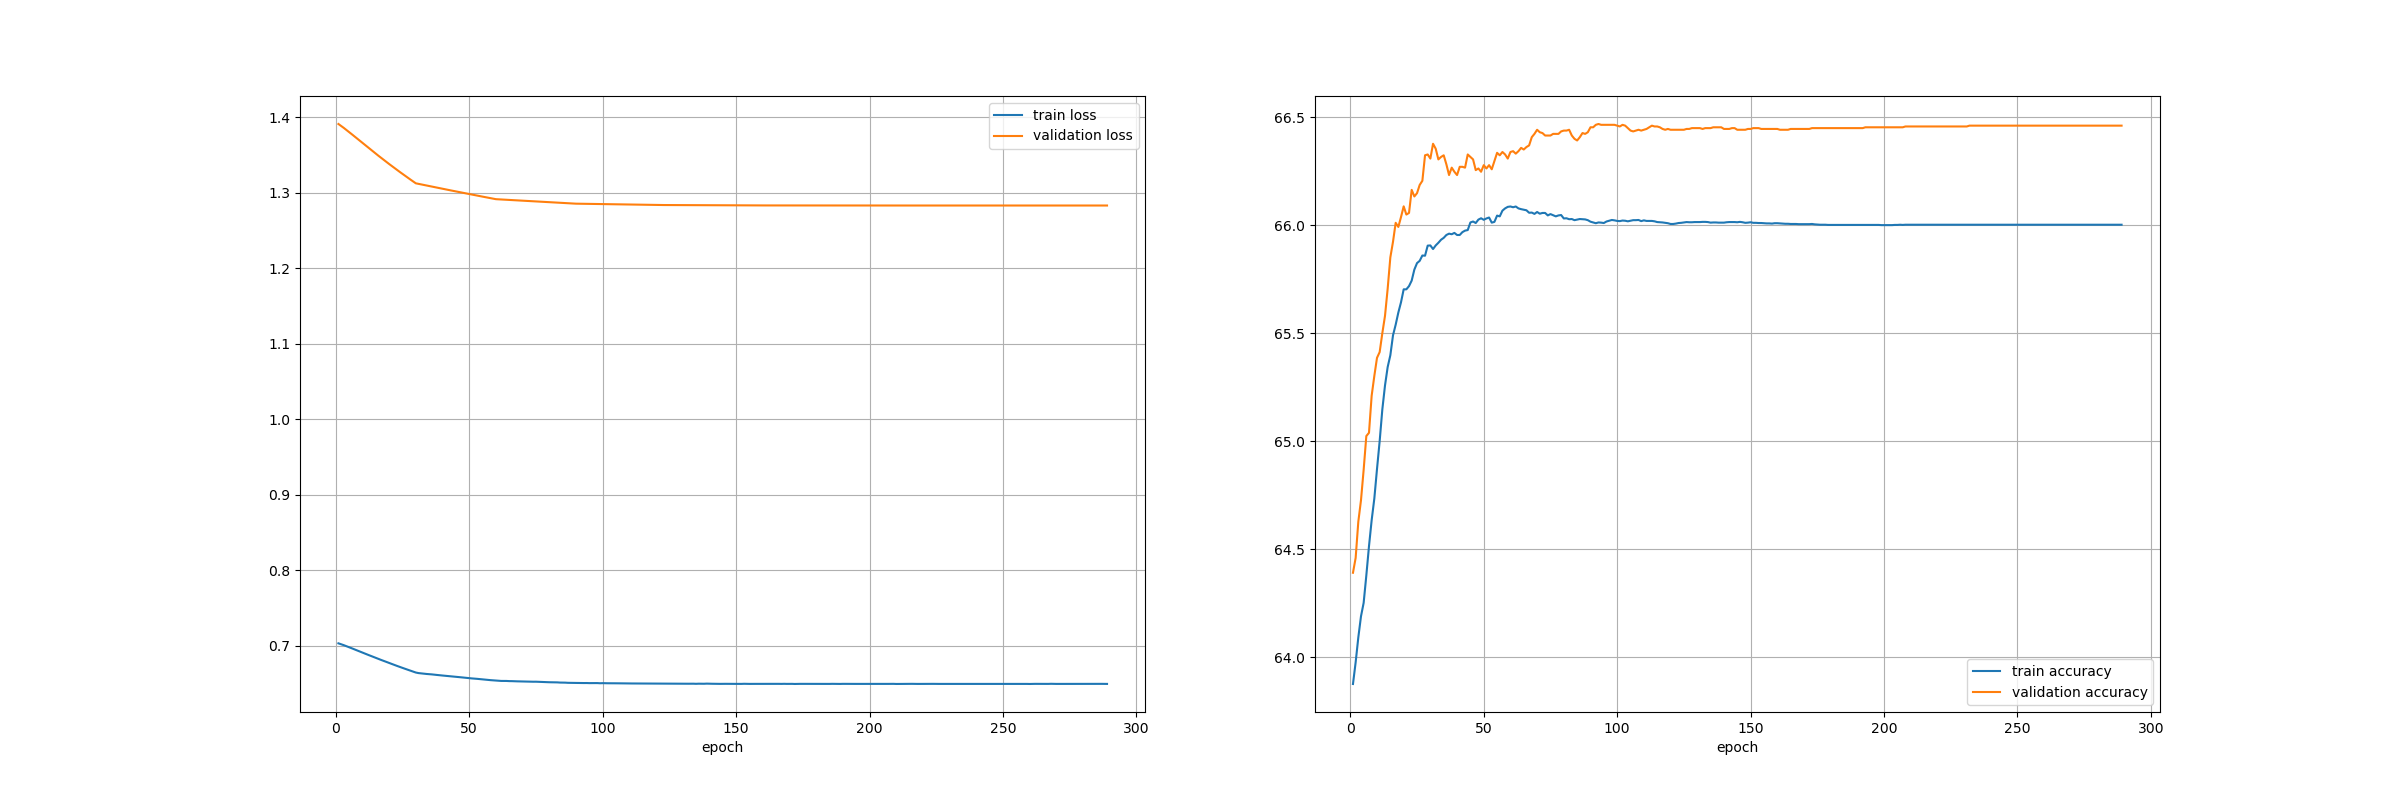 1.4
1.3
1.2
1.1
1.0
0.9
0.8
0.7
0 50 100 150 200 250 300
epoch
train loss
validation loss
66.5
66.0
65.5
65.0
64.5
64.0
0 50 100 150 200 250 300
epoch
train accuracy
validation accuracy